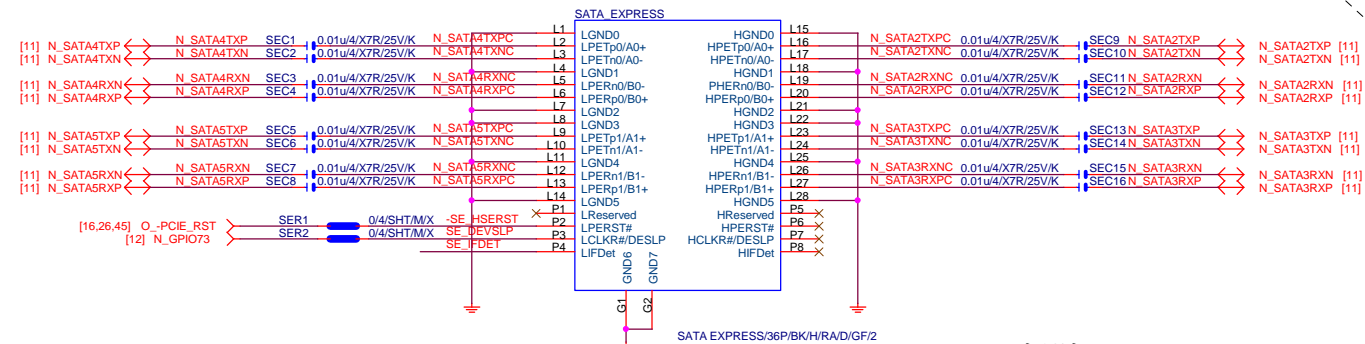 SATA_EXPRESS
[11] N_SATA4TXP N_SATA4TXP SEC1 0.01u/4/X7R/25V/K N_SATA4TXPC
[11] N_SATA4TXN N_SATA4TXN SEC2 0.01u/4/X7R/25V/K N_SATA4TXNC
[11] N_SATA4RXN N_SATA4RXN SEC3 0.01u/4/X7R/25V/K N_SATA4RXNC
[11] N_SATA4RXP N_SATA4RXP SEC4 0.01u/4/X7R/25V/K N_SATA4RXPC
[11] N_SATA5TXP N_SATA5TXP SEC5 0.01u/4/X7R/25V/K N_SATA5TXPC
[11] N_SATA5TXN N_SATA5TXN SEC6 0.01u/4/X7R/25V/K N_SATA5TXNC
[11] N_SATA5RXN N_SATA5RXN SEC7 0.01u/4/X7R/25V/K N_SATA5RXNC
[11] N_SATA5RXP N_SATA5RXP SEC8 0.01u/4/X7R/25V/K N_SATA5RXPC
[16,26,45] O_-PCIE_RST SER1 0/4/SHT/M/X -SE_HSERST
[12] N_GPIO73 SER2 0/4/SHT/M/X SE_DEVSLP
SE_IFDET
L1 LGND0 HGND0 L15
L2 LPETp0/A0+ HPETp0/A0+ L16
L3 LPETn0/A0- HPETn0/A0- L17
L4 LGND1 HGND1 L18
L5 LPERn0/B0- PHERn0/B0- L19
L6 LPERp0/B0+ HPERp0/B0+ L20
L7 LGND2 HGND2 L21
L8 LGND3 HGND3 L22
L9 LPETp1/A1+ HPETp1/A1+ L23
L10 LPETn1/A1- HPETn1/A1- L24
L11 LGND4 HGND4 L25
L12 LPERn1/B1- HPERn1/B1- L26
L13 LPERp1/B1+ HPERp1/B1+ L27
L14 LGND5 HGND5 L28
P1 LReserved HReserved P5
P2 LPERST# HPERST# P6
P3 LCLKR#/DESLP HCLKR#/DESLP P7
P4 LIFDet HIFDet P8
GND6 GND7
G1 G2
N_SATA2TXPC 0.01u/4/X7R/25V/K SEC9 N_SATA2TXP N_SATA2TXP [11]
N_SATA2TXNC 0.01u/4/X7R/25V/K SEC10 N_SATA2TXN N_SATA2TXN [11]
N_SATA2RXNC 0.01u/4/X7R/25V/K SEC11 N_SATA2RXN N_SATA2RXN [11]
N_SATA2RXPC 0.01u/4/X7R/25V/K SEC12 N_SATA2RXP N_SATA2RXP [11]
N_SATA3TXPC 0.01u/4/X7R/25V/K SEC13 N_SATA3TXP N_SATA3TXP [11]
N_SATA3TXNC 0.01u/4/X7R/25V/K SEC14 N_SATA3TXN N_SATA3TXN [11]
N_SATA3RXNC 0.01u/4/X7R/25V/K SEC15 N_SATA3RXN N_SATA3RXN [11]
N_SATA3RXPC 0.01u/4/X7R/25V/K SEC16 N_SATA3RXP N_SATA3RXP [11]
SATA EXPRESS/36P/BK/H/RA/D/GF/2